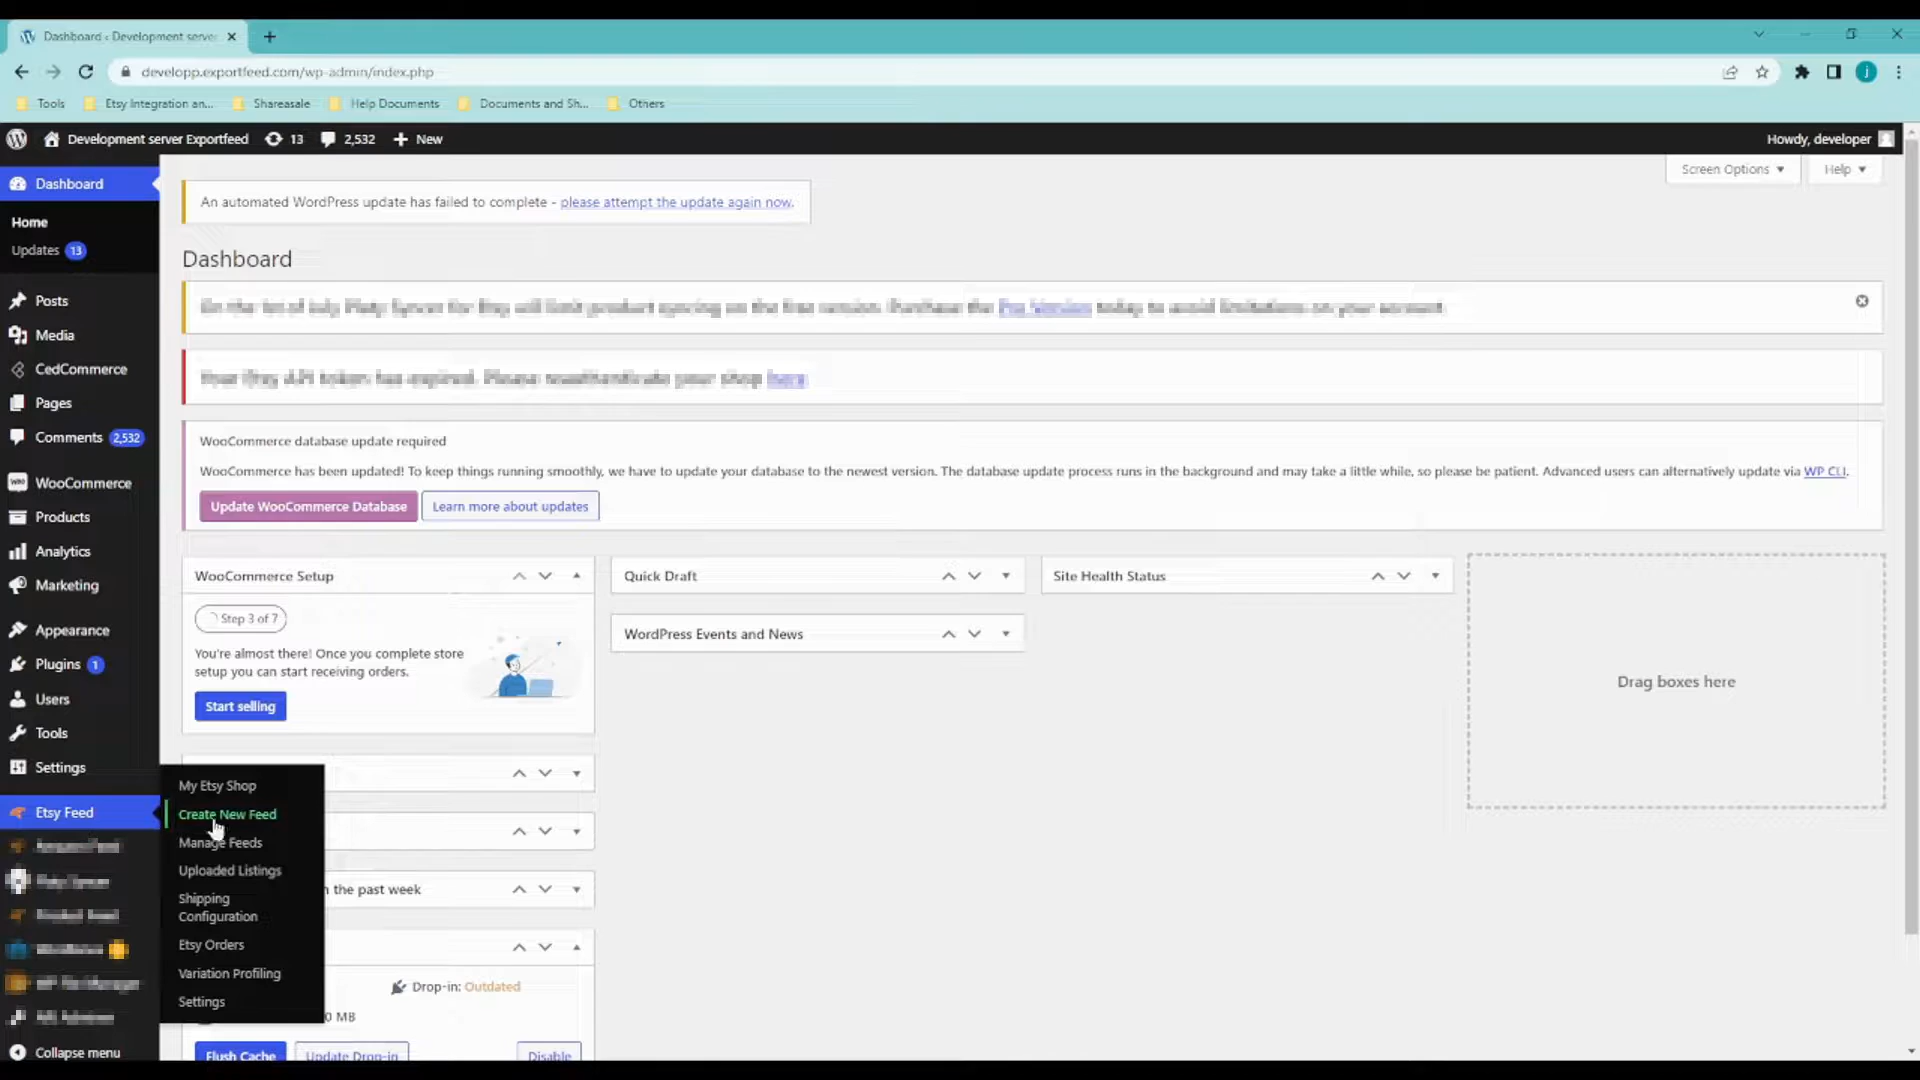 Dashboard ‹ Development serve
developp.exportfeed.com/wp-admin/index.php
j
Tools
Etsy Integration an...
Shareasale
Help Documents
Documents and Sh...
Others
Development server Exportfeed
13
2,532
New
Howdy, developer
Dashboard
Home
Updates 13
Posts
Media
CedCommerce
Pages
Comments 2,532
WooCommerce
Products
Analytics
Marketing
Appearance
Plugins 1
Users
Tools
Settings
Etsy Feed
Collapse menu
My Etsy Shop
Create New Feed
Manage Feeds
Uploaded Listings
Shipping
Configuration
Etsy Orders
Variation Profiling
Settings
Screen Options
Help
An automated WordPress update has failed to complete - please attempt the update again now.
Dashboard
WooCommerce database update required
WooCommerce has been updated! To keep things running smoothly, we have to update your database to the newest version. The database update process runs in the background and may take a little while, so please be patient. Advanced users can alternatively update via WP CLI.
Update WooCommerce Database
Learn more about updates
WooCommerce Setup
Step 3 of 7
You're almost there! Once you complete store
setup you can start receiving orders.
Start selling
Quick Draft
WordPress Events and News
Site Health Status
Drag boxes here
the past week
Drop-in: Outdated
0 MB
Flush Cache
Update Drop-in
Disable